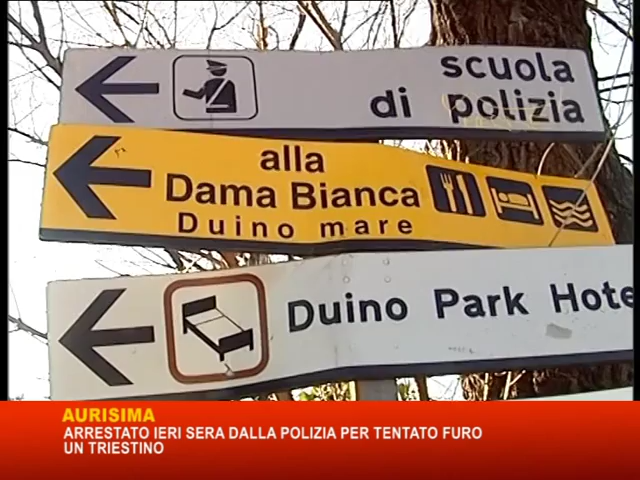 scuola
di polizia
alla
Dama Bianca
Duino mare
Duino Park Hote
AURISIMA
ARRESTATO IERI SERA DALLA POLIZIA PER TENTATO FURO
UN TRIESTINO